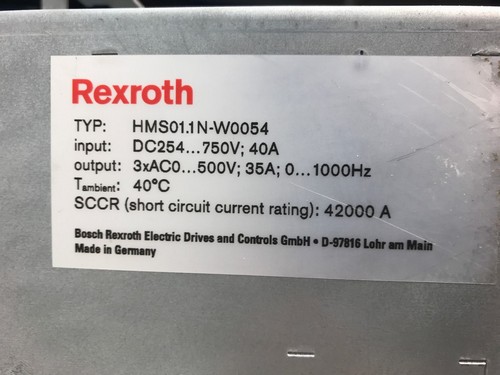 Rexroth
TYP: HMS01.1N-W0054
input: DC254...750V; 40A
output: 3xAC0...500V; 35A; 0...1000Hz
Tambient: 40°C
SCCR (short circuit current rating): 42000 A
Bosch Rexroth Electric Drives and Controls GmbH • D-97816 Lohr am Main
Made in Germany